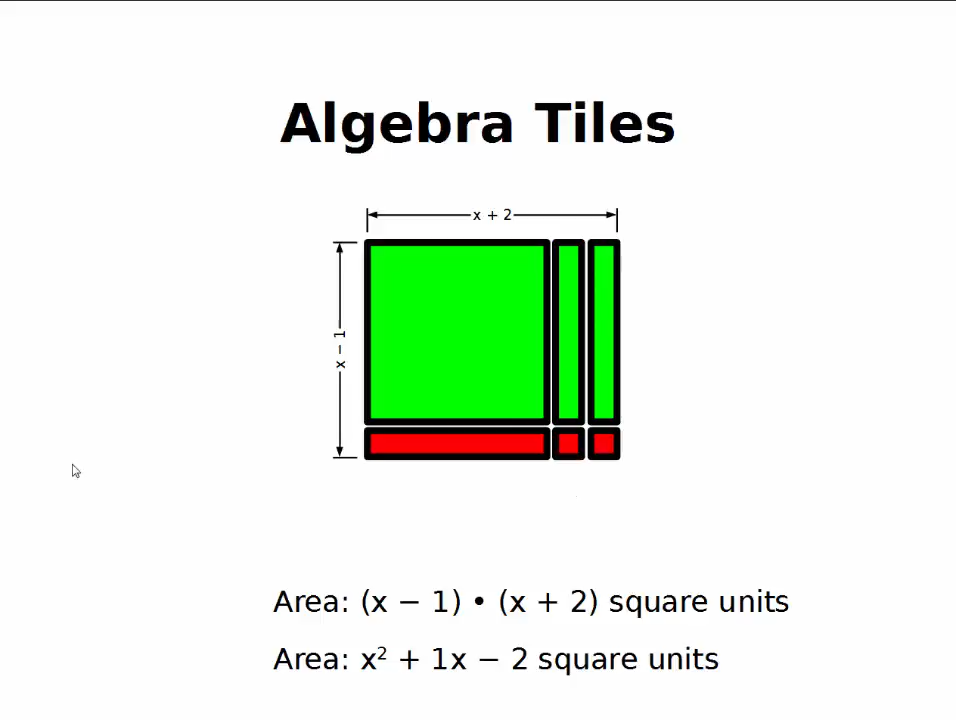 Algebra Tiles
x + 2
x − 1
Area: (x − 1) • (x + 2) square units
Area: x² + 1x − 2 square units